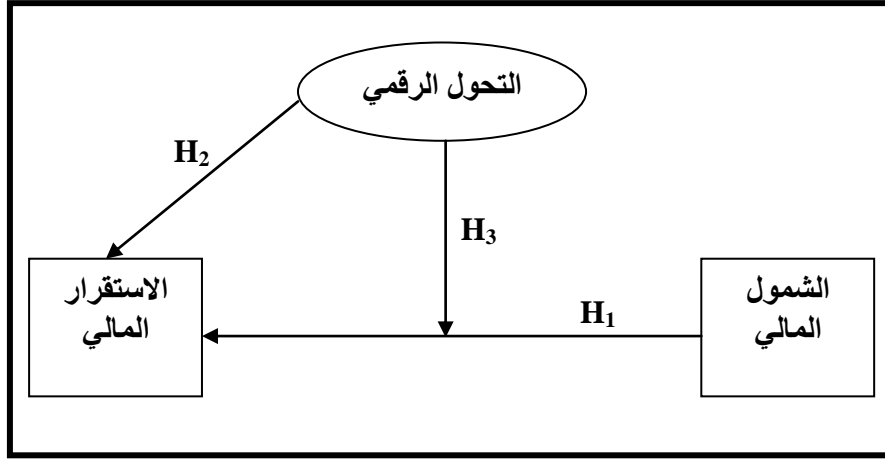 التحول الرقمي
H₂
H₃
الشمول
المالي
H₁
الاستقرار
المالي